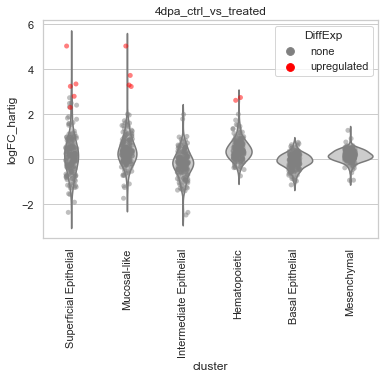 4dpa_ctrl_vs_treated
DiffExp
none
upregulated
6
4
2
0
−2
logFC_hartig
Superficial Epithelial
Mucosal-like
Intermediate Epithelial
Hematopoietic
Basal Epithelial
Mesenchymal
cluster